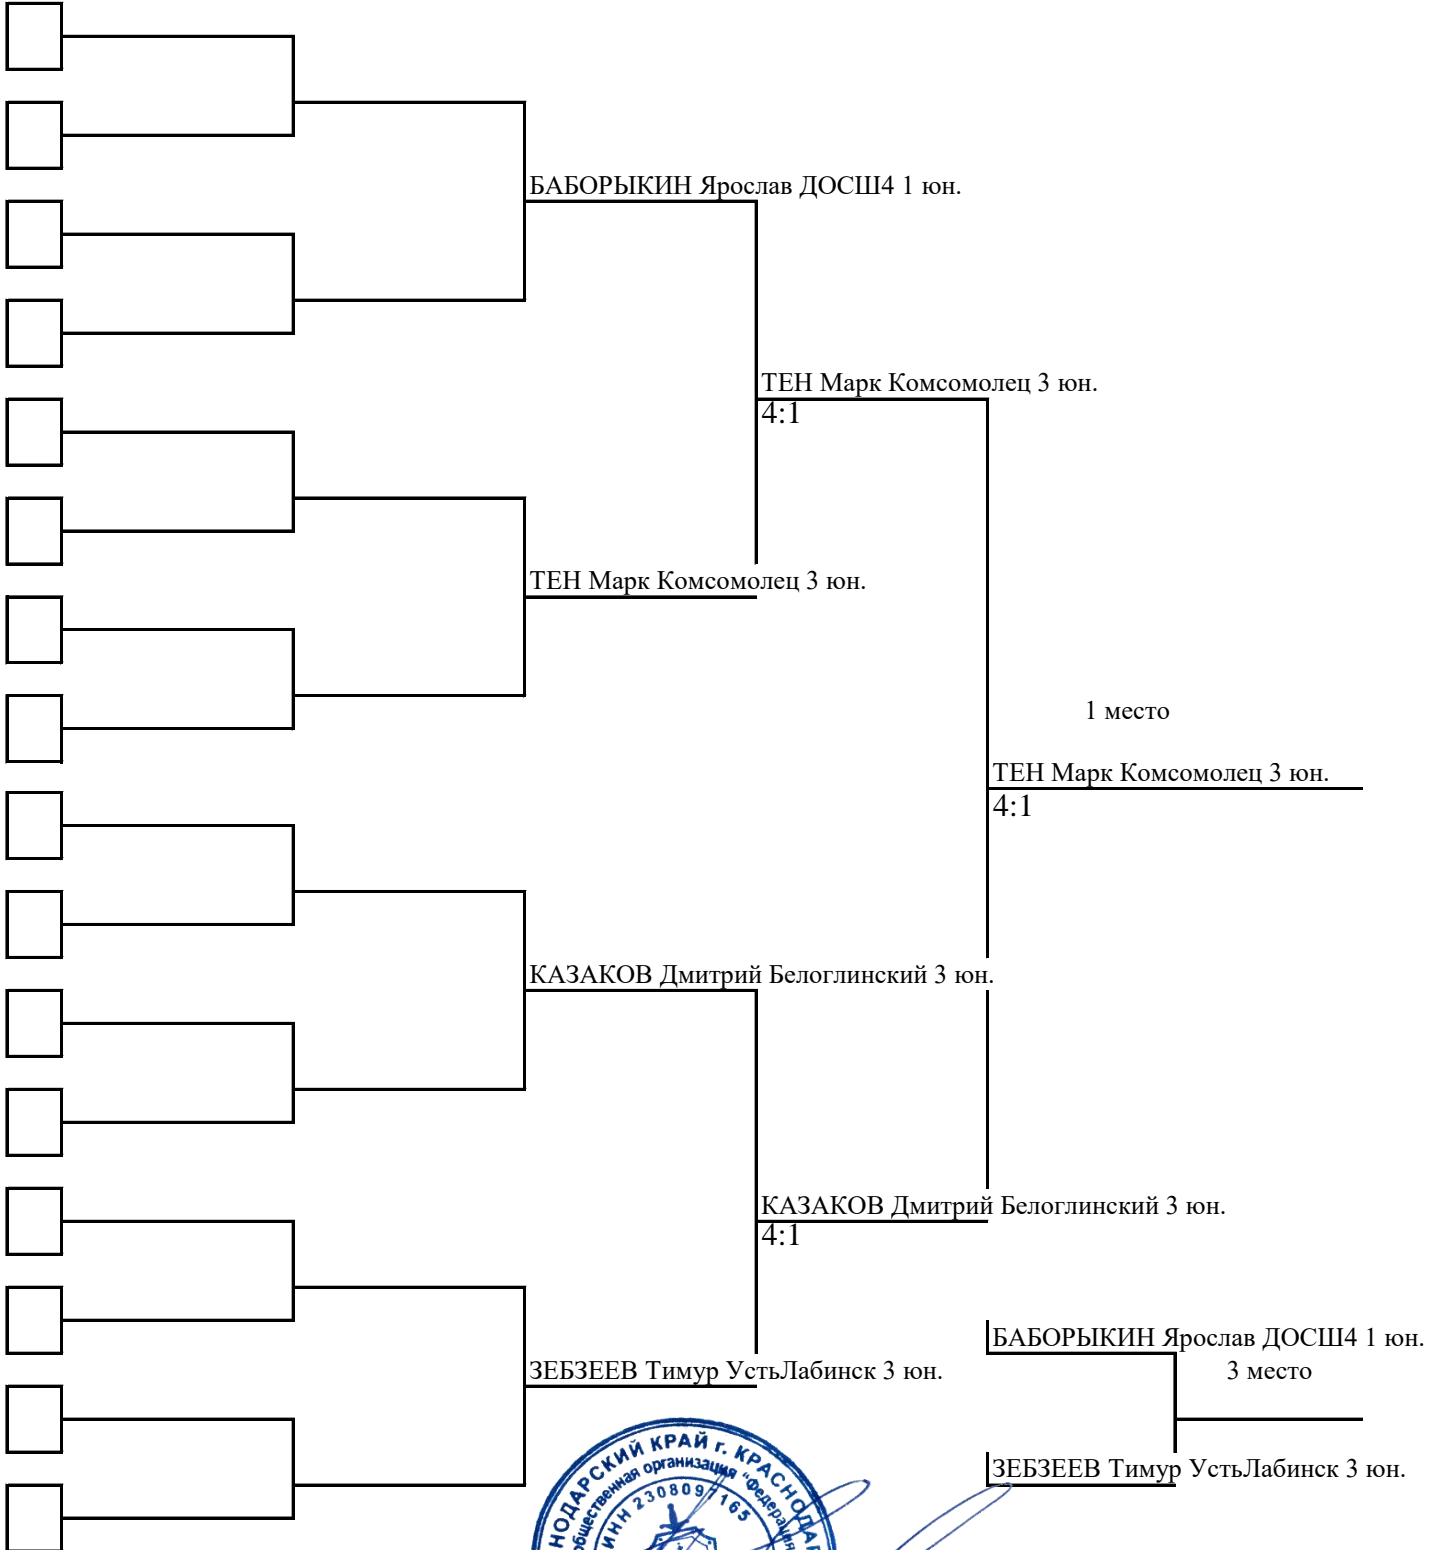 БАБОРЫКИН Ярослав ДОСШ4 1 юн.
ТЕН Марк Комсомолец 3 юн.
4:1
ТЕН Марк Комсомолец 3 юн.
1 место
ТЕН Марк Комсомолец 3 юн.
4:1
КАЗАКОВ Дмитрий Белоглинский 3 юн.
КАЗАКОВ Дмитрий Белоглинский 3 юн.
4:1
БАБОРЫКИН Ярослав ДОСШ4 1 юн.
3 место
ЗЕБЗЕЕВ Тимур УстьЛабинск 3 юн.
ЗЕБЗЕЕВ Тимур УстьЛабинск 3 юн.
КРАЙ г.
общественная организация "Федерация
ИНН 2308097165